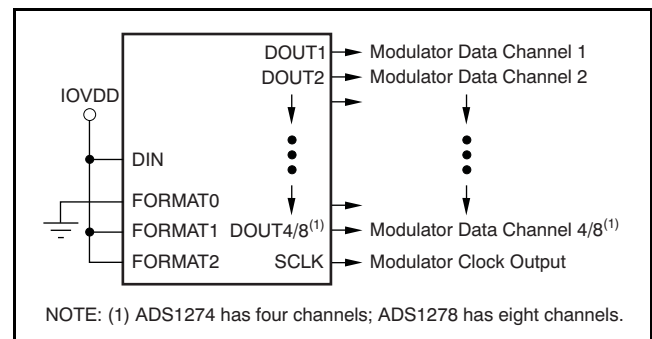 DOUT1 Modulator Data Channel 1
DOUT2 Modulator Data Channel 2
IOVDD
DIN
FORMAT0
FORMAT1 DOUT4/8(1) Modulator Data Channel 4/8(1)
FORMAT2 SCLK Modulator Clock Output
NOTE: (1) ADS1274 has four channels; ADS1278 has eight channels.